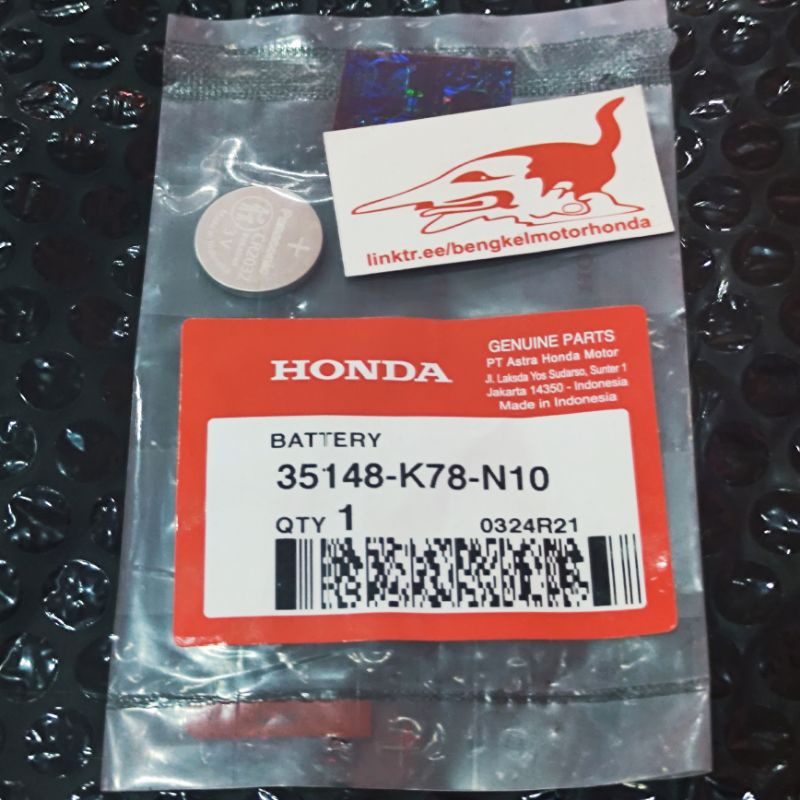 linktr.ee/bengkelmotorhonda
Panasonic
CR2032
3V
+
HONDA
GENUINE PARTS
PT Astra Honda Motor
Jl. Laksda Yos Sudarso, Sunter 1
Jakarta 14350 - Indonesia
Made in Indonesia
BATTERY
35148-K78-N10
QTY 1
0324R21